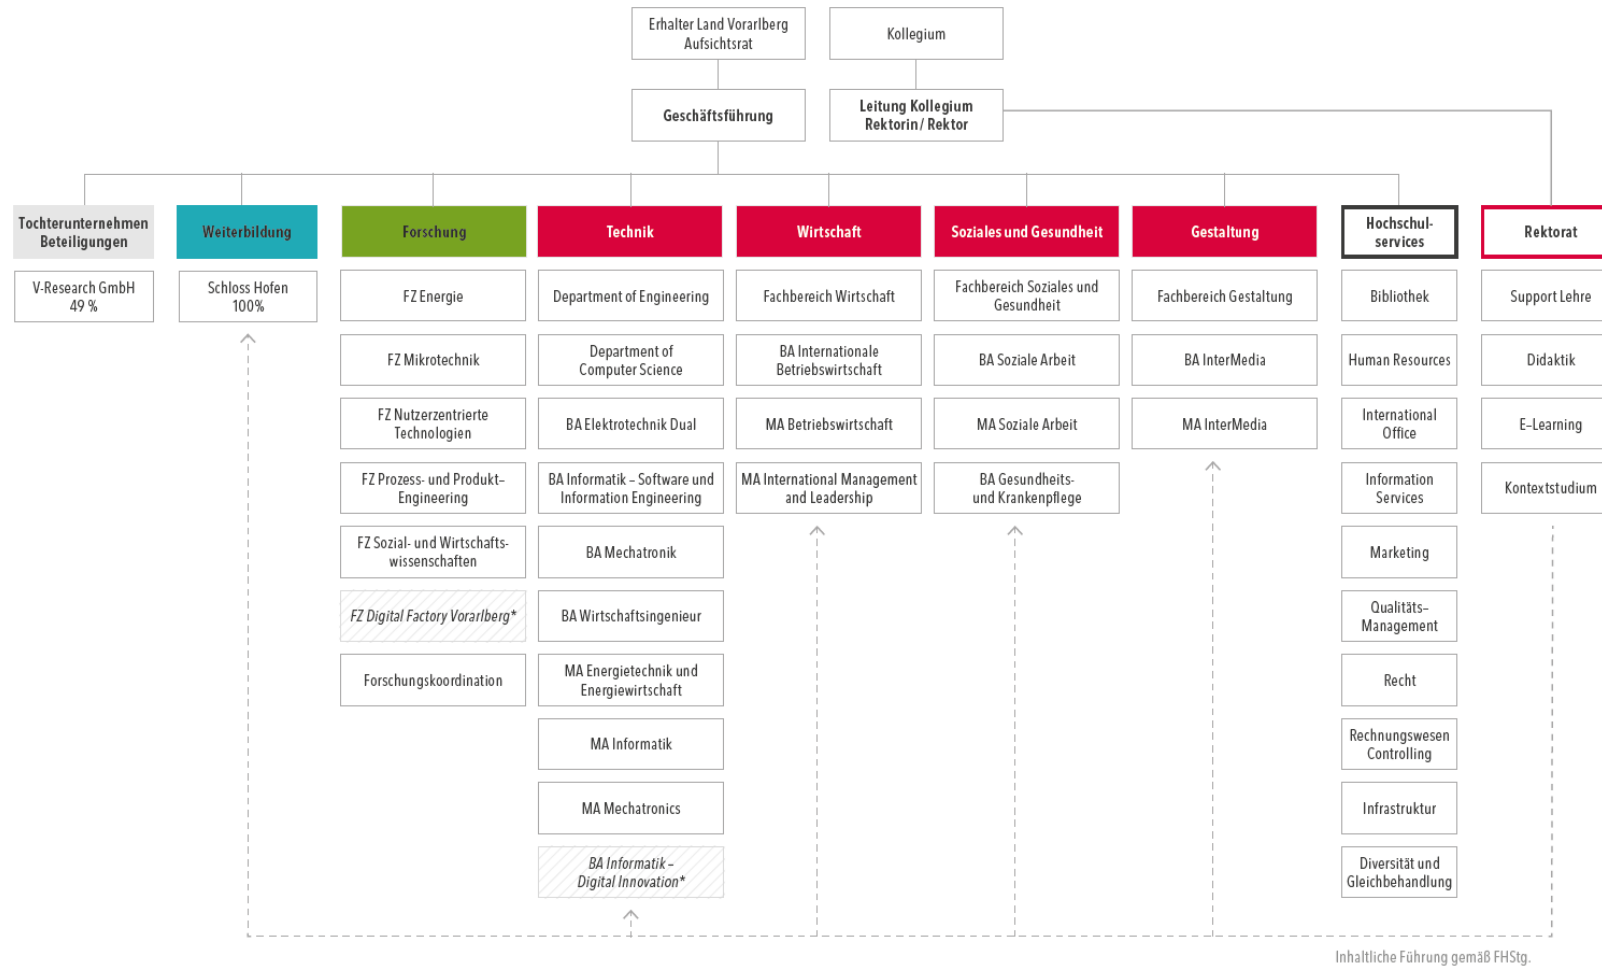 Erhalter Land Vorarlberg
Aufsichtsrat
Kollegium
Geschäftsführung
Leitung Kollegium
Rektorin / Rektor
Tochterunternehmen
Beteiligungen
V-Research GmbH
49 %
Weiterbildung
Schloss Hofen
100%
Forschung
FZ Energie
FZ Mikrotechnik
FZ Nutzerzentrierte
Technologien
FZ Prozess- und Produkt–
Engineering
FZ Sozial- und Wirtschafts-
wissenschaften
FZ Digital Factory Vorarlberg*
Forschungskoordination
Technik
Department of Engineering
Department of
Computer Science
BA Elektrotechnik Dual
BA Informatik – Software und
Information Engineering
BA Mechatronik
BA Wirtschaftsingenieur
MA Energietechnik und
Energiewirtschaft
MA Informatik
MA Mechatronics
BA Informatik –
Digital Innovation*
Wirtschaft
Fachbereich Wirtschaft
BA Internationale
Betriebswirtschaft
MA Betriebswirtschaft
MA International Management
and Leadership
Soziales und Gesundheit
Fachbereich Soziales und
Gesundheit
BA Soziale Arbeit
MA Soziale Arbeit
BA Gesundheits-
und Krankenpflege
Gestaltung
Fachbereich Gestaltung
BA InterMedia
MA InterMedia
Hochschul-
services
Bibliothek
Human Resources
International
Office
Information
Services
Marketing
Qualitäts–
Management
Recht
Rechnungswesen
Controlling
Infrastruktur
Diversität und
Gleichbehandlung
Rektorat
Support Lehre
Didaktik
E–Learning
Kontextstudium
Inhaltliche Führung gemäß FHStg.